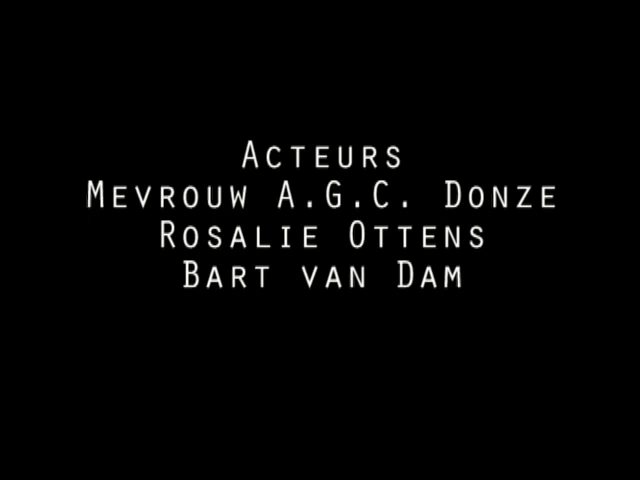 Acteurs
Mevrouw A.G.C. Donze
Rosalie Ottens
Bart van Dam